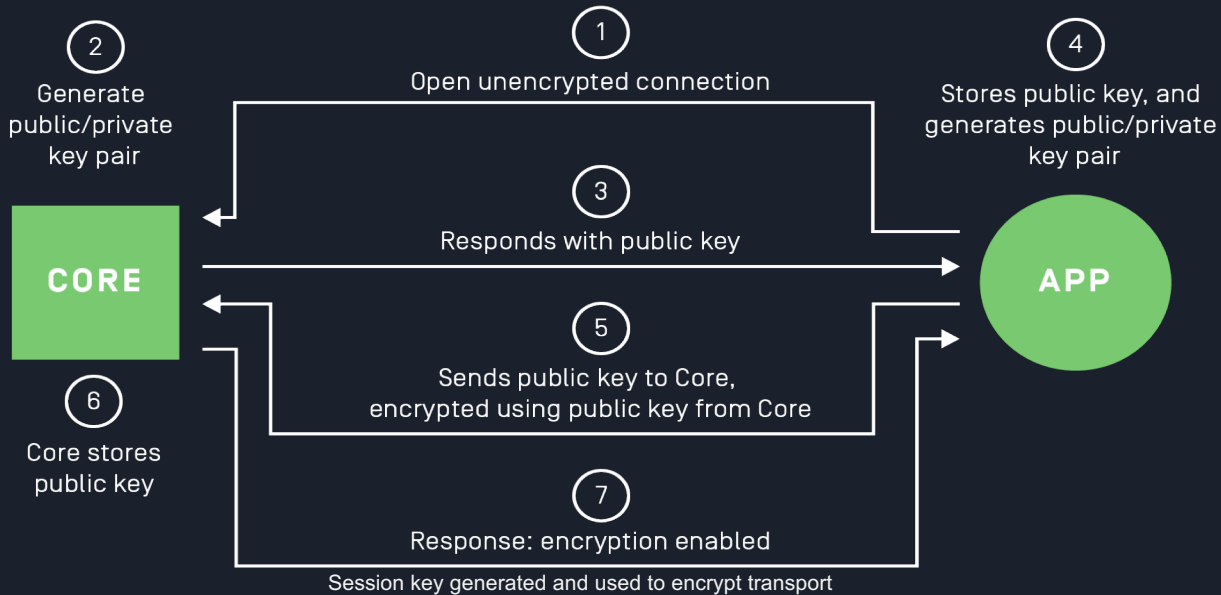 1
Open unencrypted connection
2
Generate
public/private
key pair
4
Stores public key, and
generates public/private
key pair
3
Responds with public key
CORE
APP
5
Sends public key to Core,
encrypted using public key from Core
6
Core stores
public key
7
Response: encryption enabled
Session key generated and used to encrypt transport